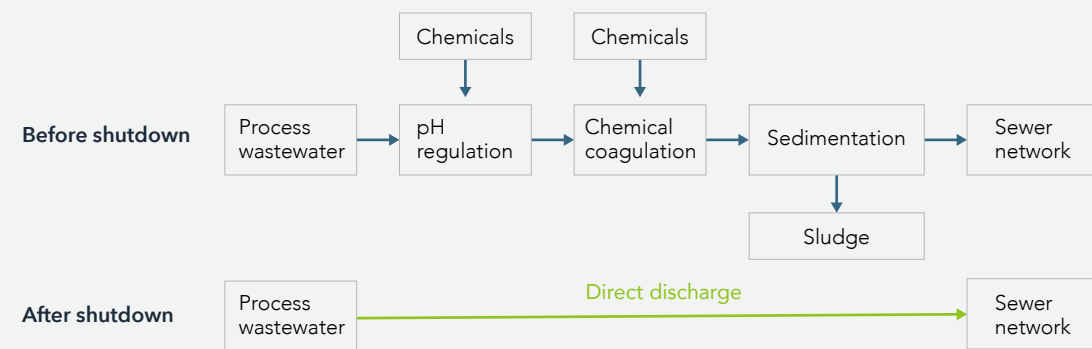 Chemicals
Chemicals
Before shutdown
Process
wastewater
pH
regulation
Chemical
coagulation
Sedimentation
Sewer
network
Sludge
After shutdown
Process
wastewater
Direct discharge
Sewer
network